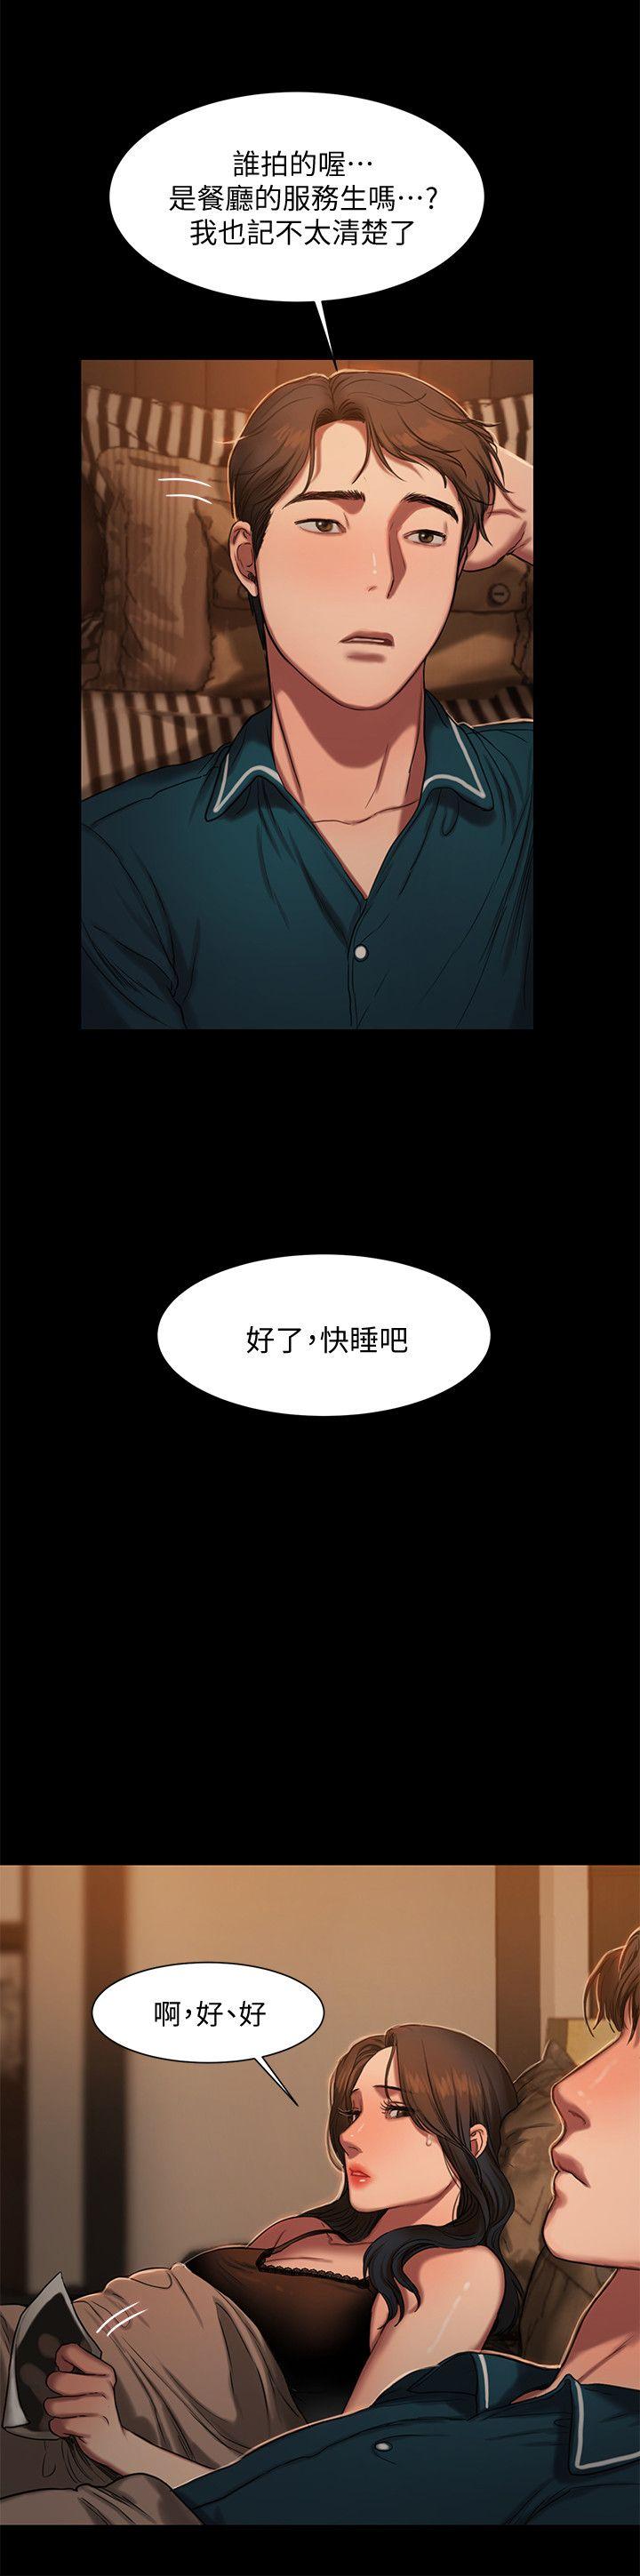 誰拍的喔…
是餐廳的服務生嗎…?
我也記不太清楚了
好了,快睡吧
啊,好、好